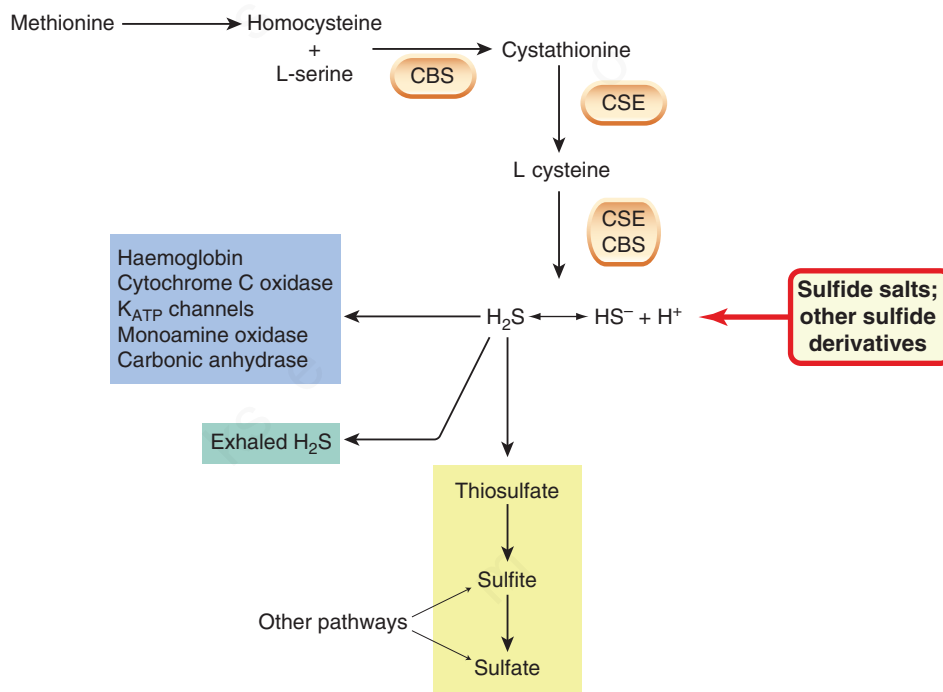 Methionine
Homocysteine
+
L-serine
CBS
Cystathionine
CSE
L cysteine
CSE
CBS
Haemoglobin
Cytochrome C oxidase
K_ATP channels
Monoamine oxidase
Carbonic anhydrase
H₂S
HS⁻ + H⁺
Sulfide salts;
other sulfide
derivatives
Exhaled H₂S
Thiosulfate
Sulfite
Other pathways
Sulfate